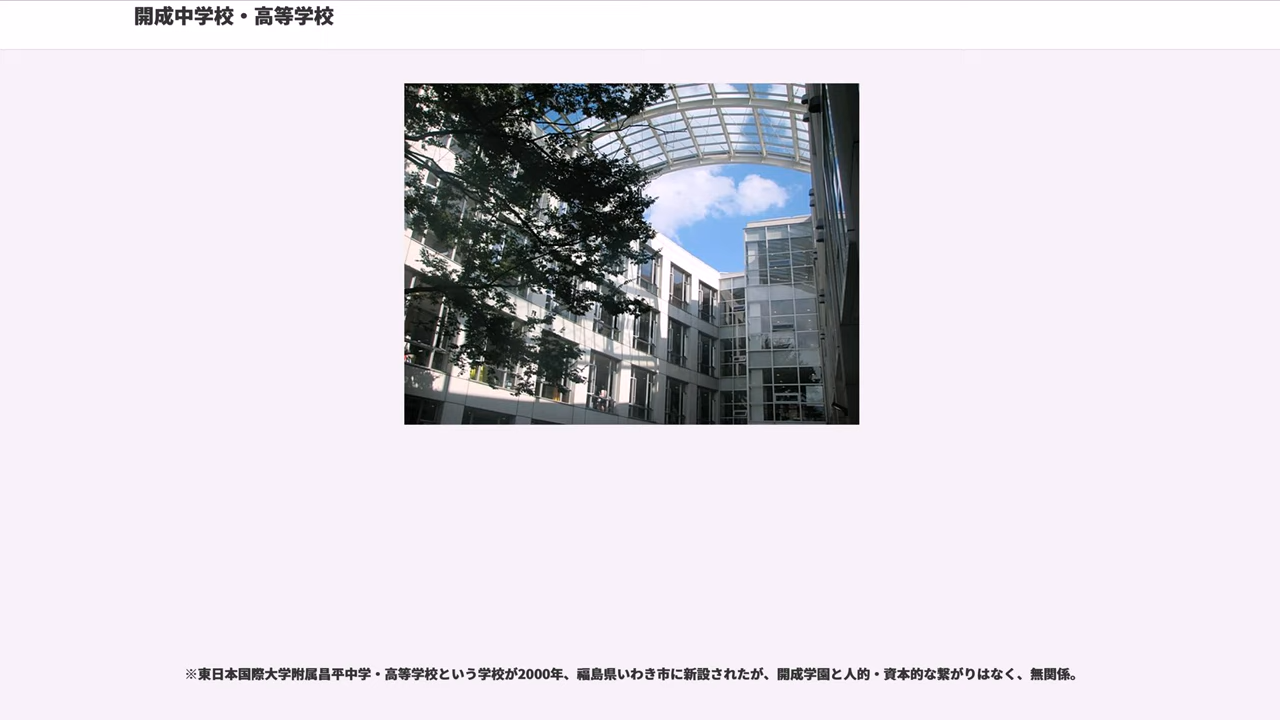 開成中学校・高等学校
※東日本国際大学附属昌平中学・高等学校という学校が2000年、福島県いわき市に新設されたが、開成学園と人的・資本的な繋がりはなく、無関係。